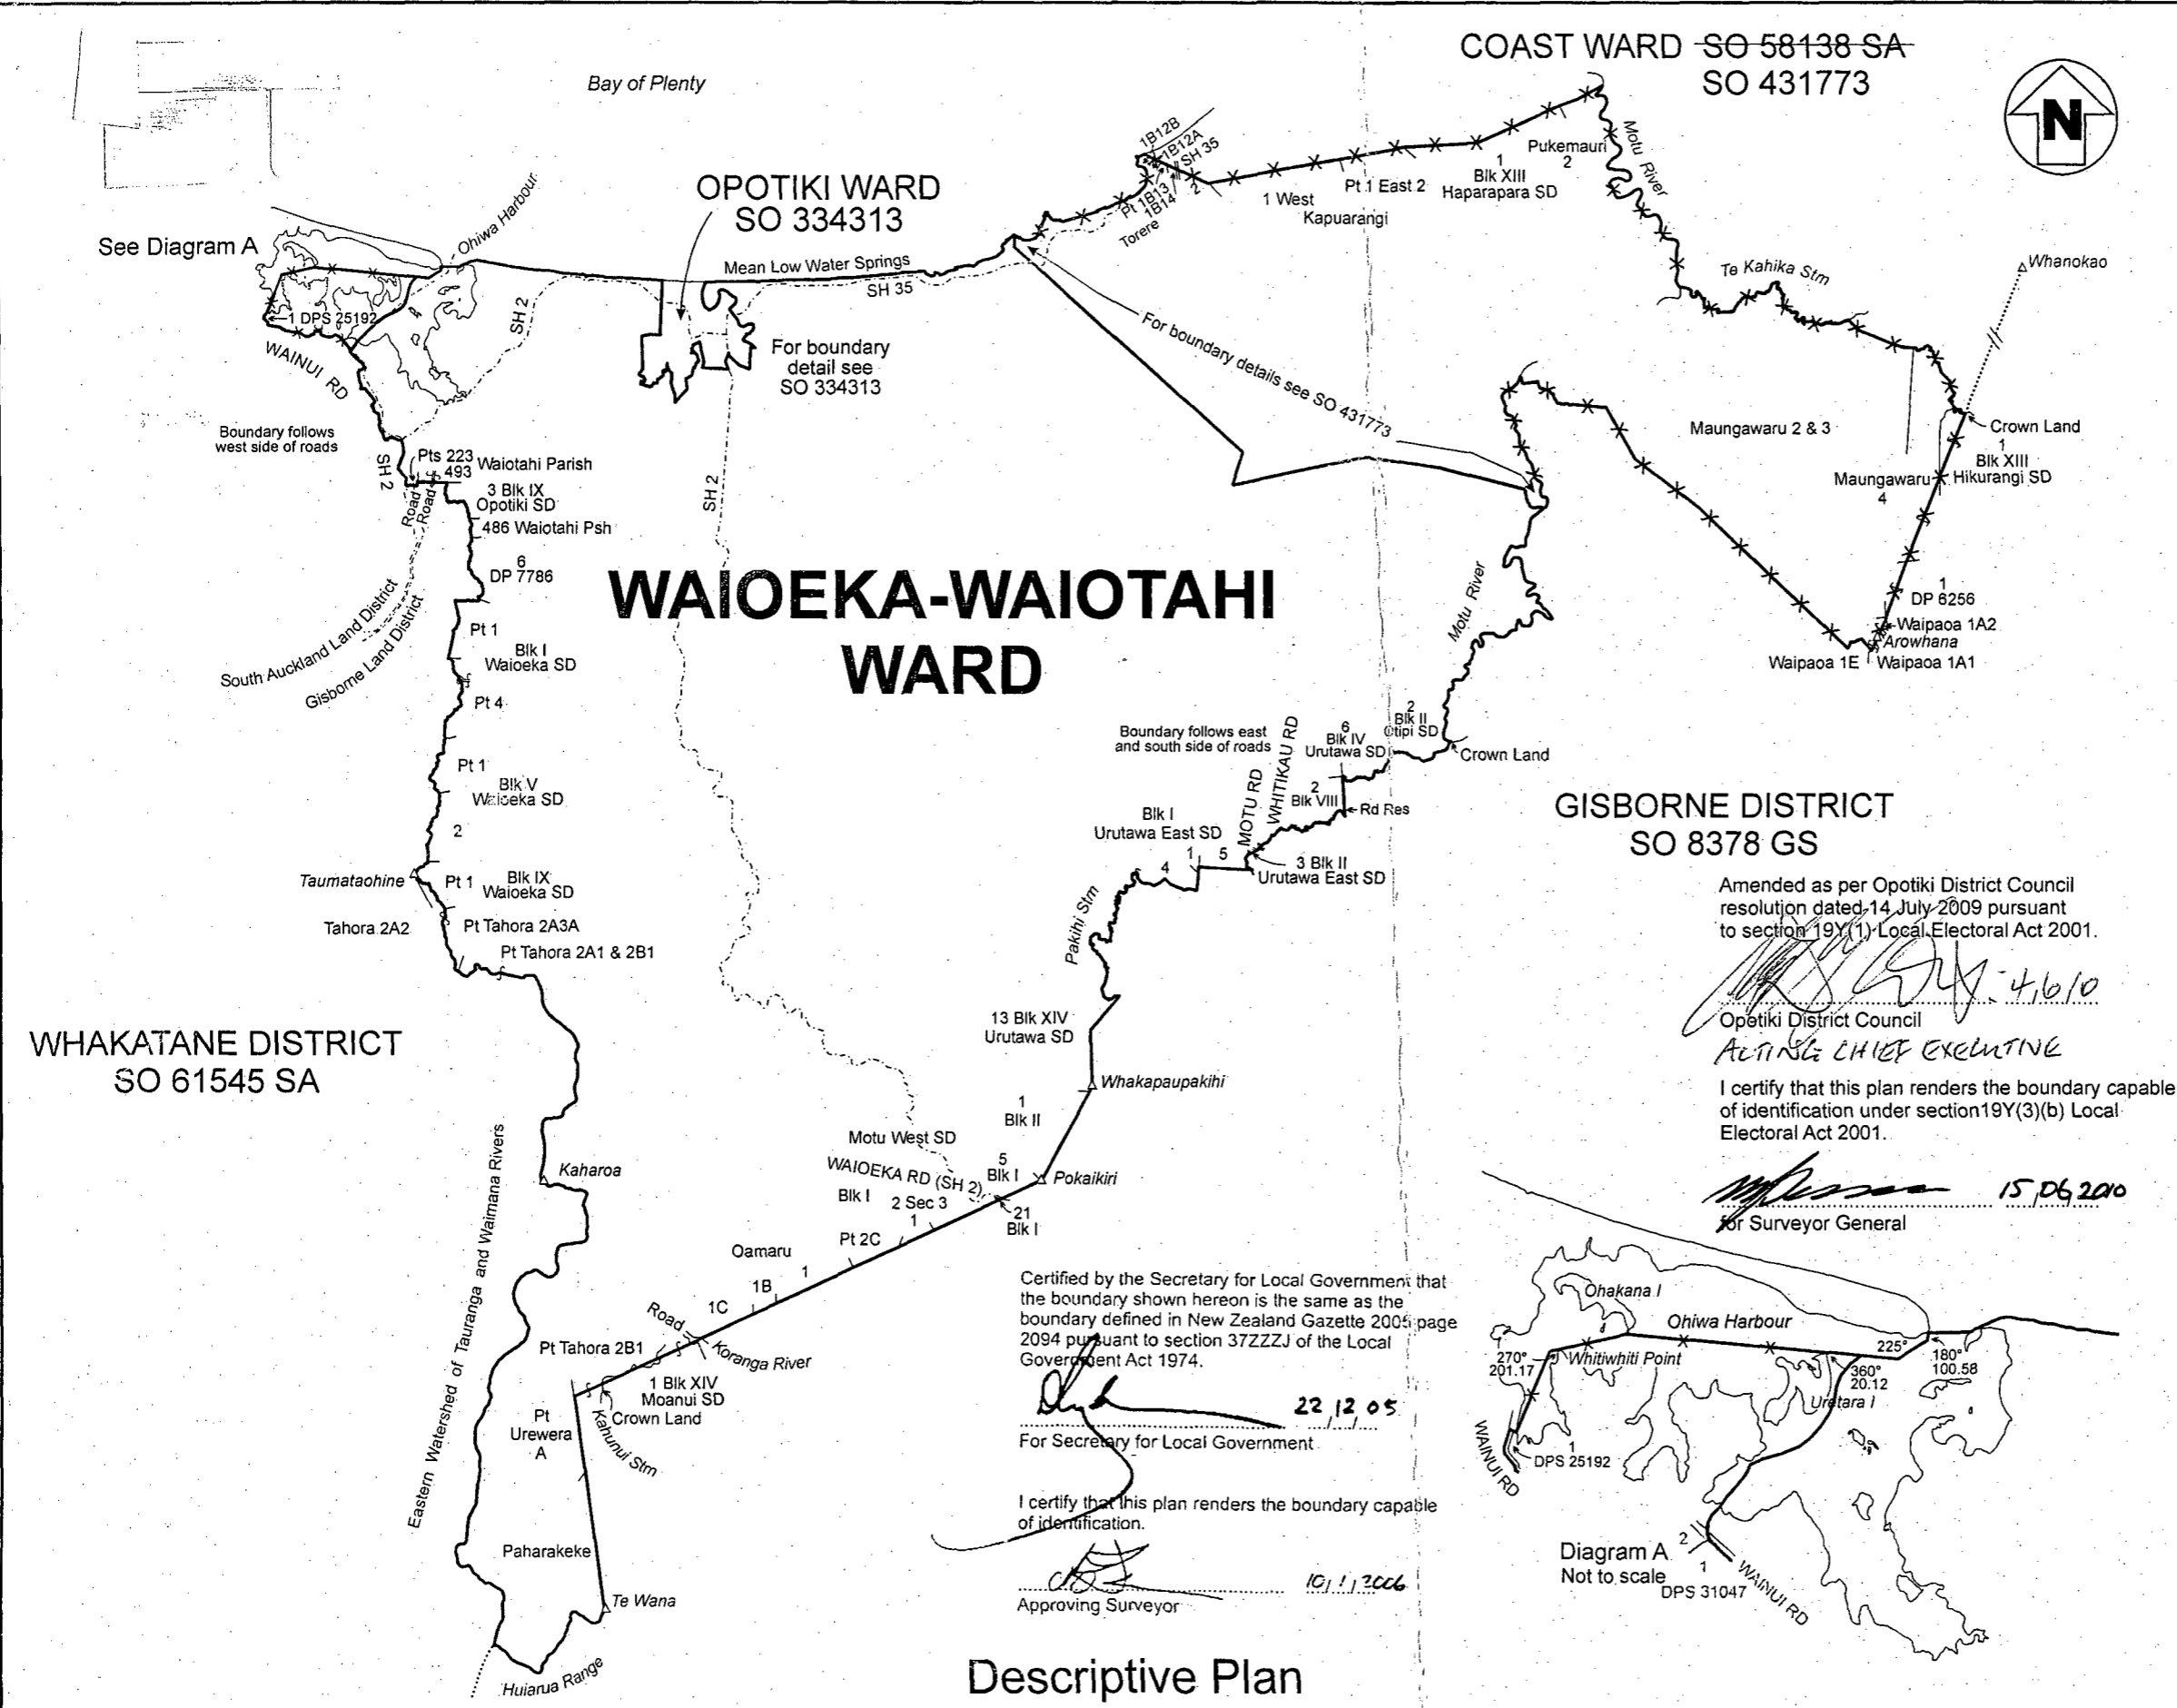 COAST WARD SO 58138 SA
SO 431773
N
Bay of Plenty
OPOTIKI WARD
SO 334313
See Diagram A
Ohiwa Harbour
Mean Low Water Springs
SH 35
SH 2
1 DPS 25192
WAINUI RD
For boundary
detail see
SO 334313
1B12B
1B12A
SH 35
Pt 1B13
1B14
2
Torere
1 West
Kapuarangi
Pt 1 East 2
1
Blk XIII
Haparapara SD
Pukemauri
2
Motu River
Te Kahika Stm
Whanokao
For boundary details see SO 431773
Boundary follows
west side of roads
SH 2
Pts 223
493
Waiotahi Parish
Road
Road
3 Blk IX
Opotiki SD
486 Waiotahi Psh
6
DP 7786
SH 2
Maungawaru 2 & 3
Crown Land
1
Blk XIII
Hikurangi SD
Maungawaru
4
1
DP 6256
Waipaoa 1A2
Arowhana
Waipaoa 1E
Waipaoa 1A1
South Auckland Land District
Gisborne Land District
WAIOEKA-WAIOTAHI
WARD
Pt 1
Blk I
Waioeka SD
Pt 4
Pt 1
Blk V
Waioeka SD
2
Motu River
Boundary follows east
and south side of roads
MOTU RD
WHITIKAU RD
6
Blk IV
Urutawa SD
2
Blk II
Otipi SD
Crown Land
2
Blk VIII
Rd Res
Blk I
Urutawa East SD
4
1
5
3 Blk II
Urutawa East SD
GISBORNE DISTRICT
SO 8378 GS
Taumataohine
Pt 1
Blk IX
Waioeka SD
Tahora 2A2
Pt Tahora 2A3A
Pt Tahora 2A1 & 2B1
Pakihi Stm
Amended as per Opotiki District Council
resolution dated 14 July 2009 pursuant
to section 19Y(1) Local Electoral Act 2001.
4/6/10
Opotiki District Council
ACTING CHIEF EXECUTIVE
I certify that this plan renders the boundary capable
of identification under section19Y(3)(b) Local
Electoral Act 2001.
15/06/2010
for Surveyor General
WHAKATANE DISTRICT
SO 61545 SA
13 Blk XIV
Urutawa SD
Whakapaupakihi
1
Blk II
Motu West SD
WAIOEKA RD (SH 2)
5
Blk I
Pokaikiri
Blk I
2 Sec 3
1
21
Blk I
Pt 2C
Oamaru
1
1B
1C
Road
Koranga River
Pt Tahora 2B1
1 Blk XIV
Moanui SD
Crown Land
Kahunui Stm
Pt
Urewera
A
Kaharoa
Eastern Watershed of Tauranga and Waimana Rivers
Paharakeke
Te Wana
Huiarua Range
Certified by the Secretary for Local Government that
the boundary shown hereon is the same as the
boundary defined in New Zealand Gazette 2005 page
2094 pursuant to section 37ZZZJ of the Local
Government Act 1974.
22/12/05
For Secretary for Local Government
I certify that this plan renders the boundary capable
of identification.
10/1/2006
Approving Surveyor
Ohakana I
Ohiwa Harbour
270°
201.17
Whitiwhiti Point
225°
180°
100.58
360°
20.12
Uretara I
WAINUI RD
1
DPS 25192
Diagram A
Not to scale
2
1
DPS 31047
WAINUI RD
Descriptive Plan